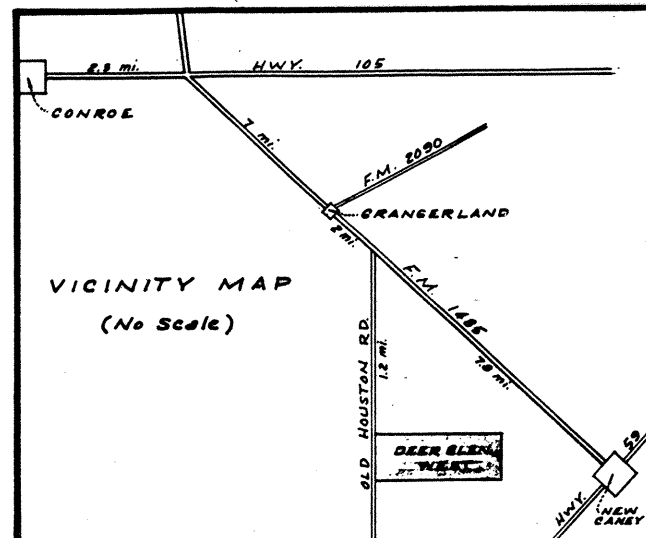 2.9 mi.
HWY. 105
CONROE
7 mi.
F.M. 2090
GRANGERLAND
2 mi.
VICINITY MAP
(No Scale)
F.M. 1485
7.8 mi.
OLD HOUSTON RD.
1.2 mi.
DEER GLEN
WEST
HWY. 59
NEW
CANEY